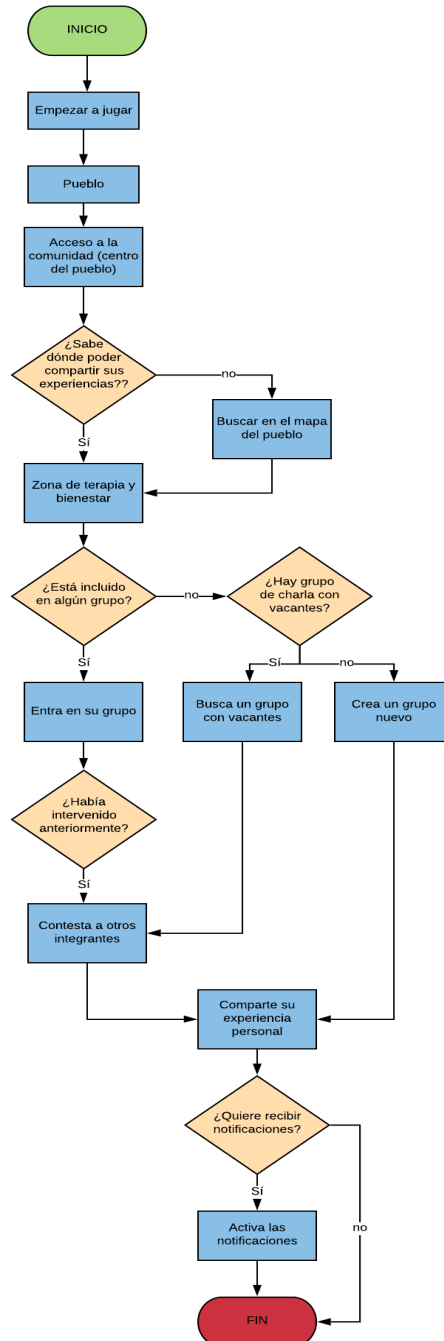 INICIO
Empezar a jugar
Pueblo
Acceso a la
comunidad (centro
del pueblo)
¿Sabe
dónde poder
compartir sus
experiencias??
no
Buscar en el mapa
del pueblo
Sí
Zona de terapia y
bienestar
¿Está incluido
en algún grupo?
no
¿Hay grupo
de charla con
vacantes?
Sí
Sí
no
Entra en su grupo
Busca un grupo
con vacantes
Crea un grupo
nuevo
¿Había
intervenido
anteriormente?
Sí
Contesta a otros
integrantes
Comparte su
experiencia
personal
¿Quiere recibir
notificaciones?
Sí
no
Activa las
notificaciones
FIN